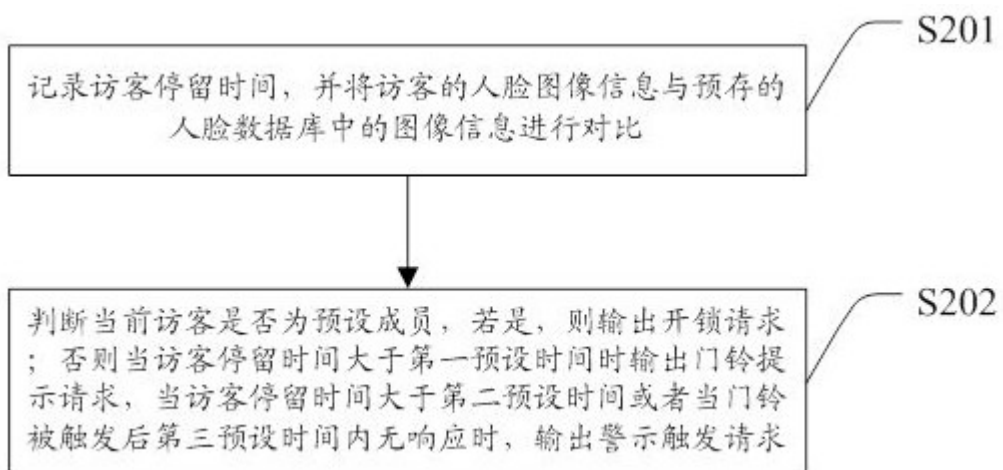 S201
记录访客停留时间，并将访客的人脸图像信息与预存的
人脸数据库中的图像信息进行对比
S202
判断当前访客是否为预设成员，若是，则输出开锁请求
；否则当访客停留时间大于第一预设时间时输出门铃提
示请求，当访客停留时间大于第二预设时间或者当门铃
被触发后第三预设时间内无响应时，输出警示触发请求